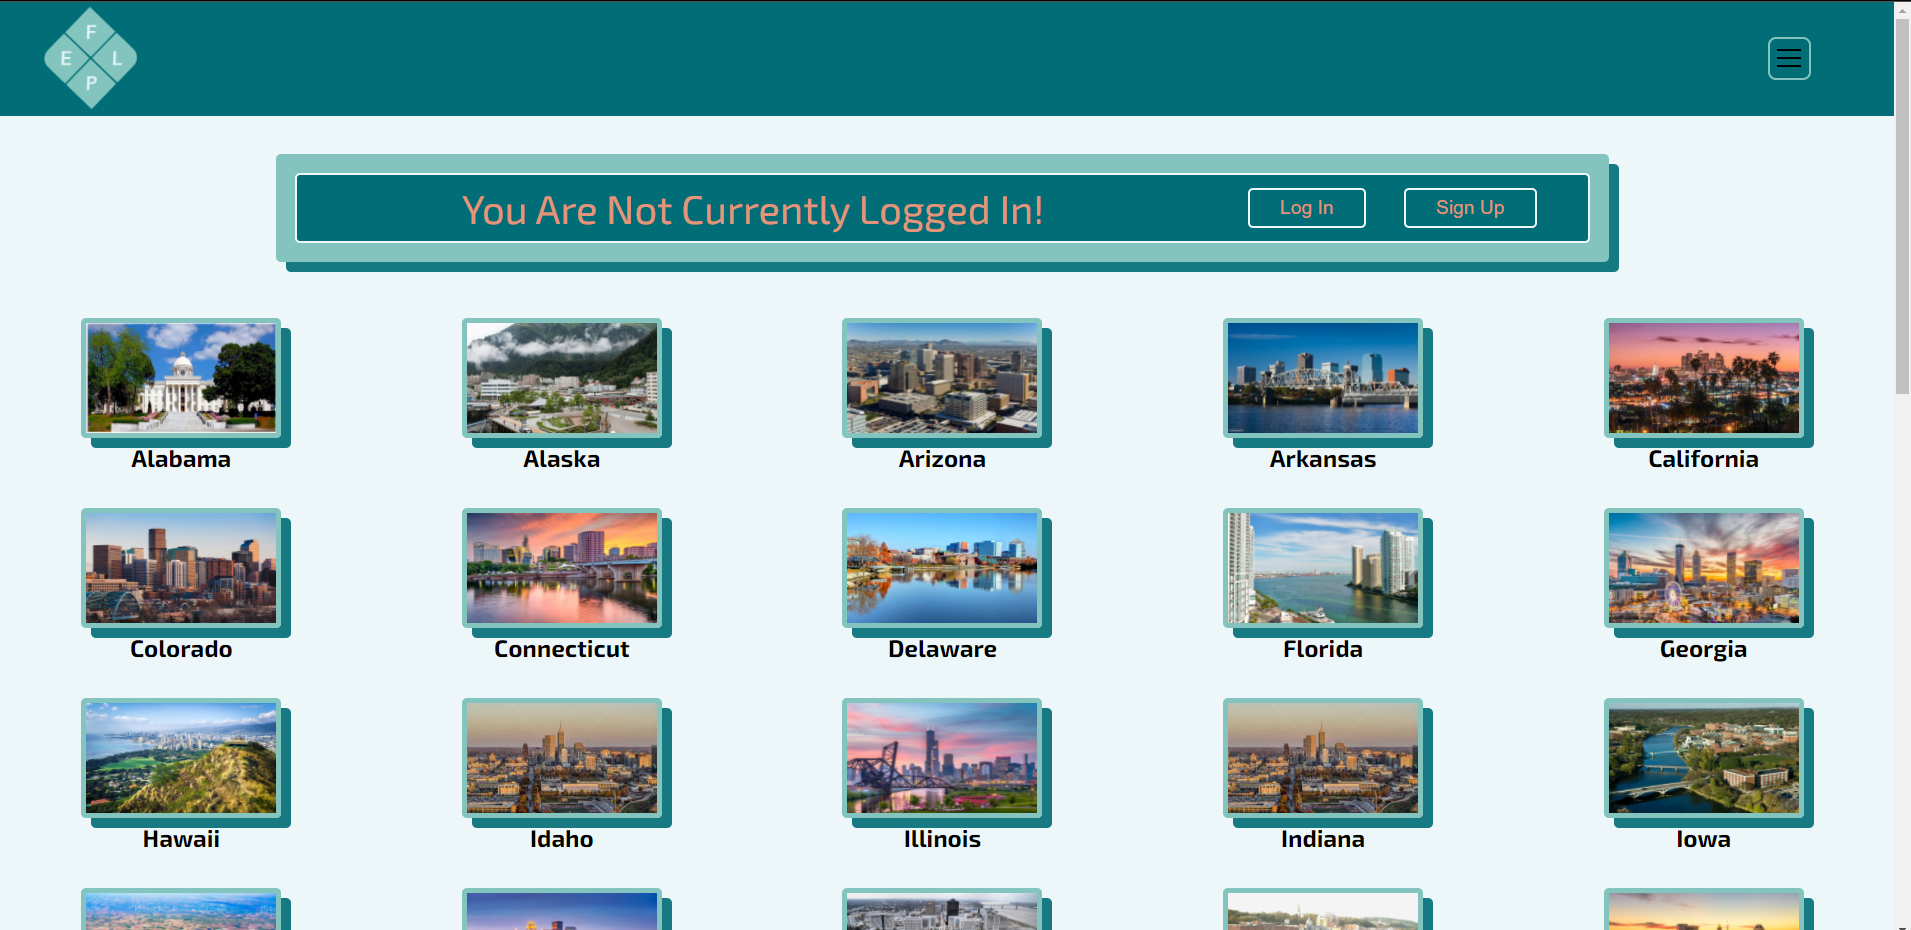 F
E L
P
You Are Not Currently Logged In!
Log In
Sign Up
Alabama
Alaska
Arizona
Arkansas
California
Colorado
Connecticut
Delaware
Florida
Georgia
Hawaii
Idaho
Illinois
Indiana
Iowa